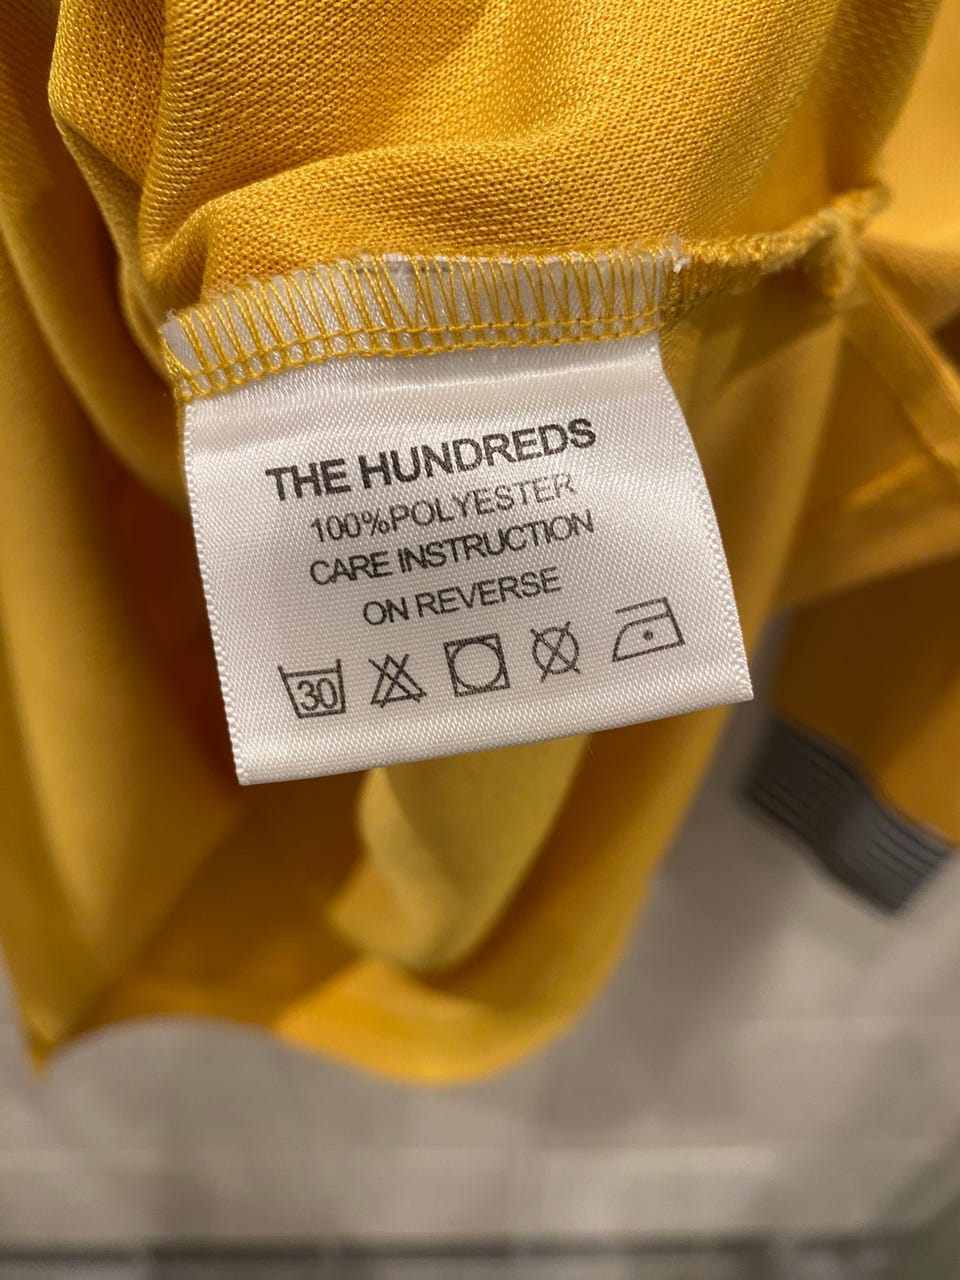 THE HUNDREDS
100%POLYESTER
CARE INSTRUCTION
ON REVERSE
30